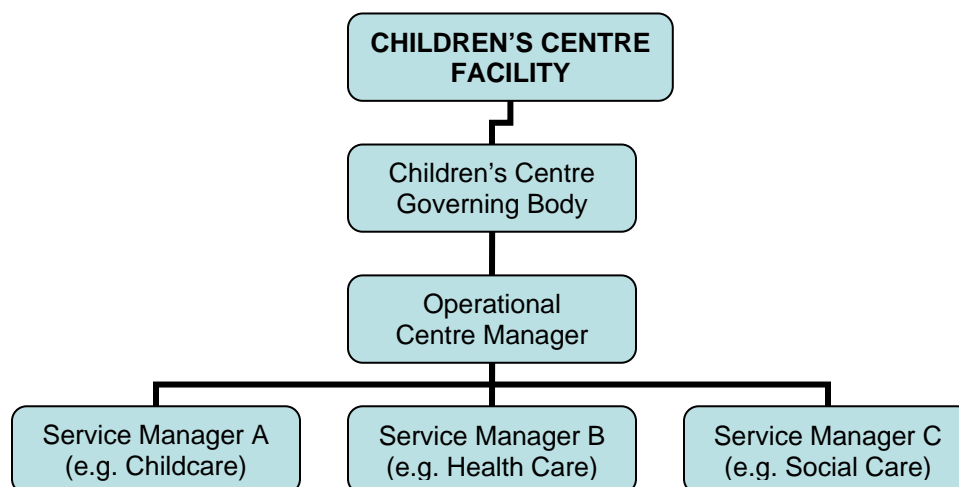 CHILDREN’S CENTRE
FACILITY
Children’s Centre
Governing Body
Operational
Centre Manager
Service Manager A
(e.g. Childcare)
Service Manager B
(e.g. Health Care)
Service Manager C
(e.g. Social Care)